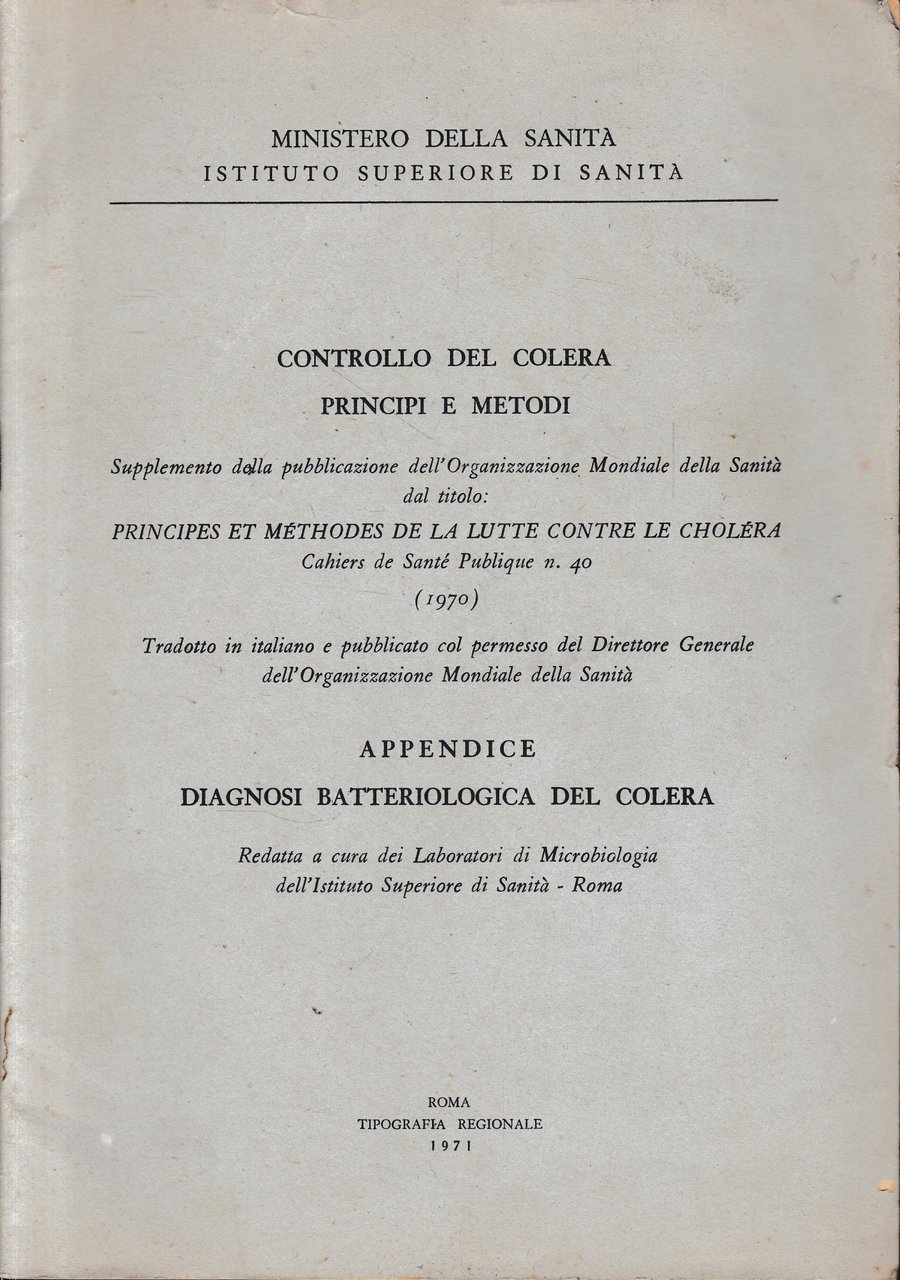 MINISTERO DELLA SANITÀ
ISTITUTO SUPERIORE DI SANITÀ
CONTROLLO DEL COLERA
PRINCIPI E METODI
Supplemento della pubblicazione dell'Organizzazione Mondiale della Sanità
dal titolo:
PRINCIPES ET MÉTHODES DE LA LUTTE CONTRE LE CHOLÉRA
Cahiers de Santé Publique n. 40
(1970)
Tradotto in italiano e pubblicato col permesso del Direttore Generale
dell'Organizzazione Mondiale della Sanità
APPENDICE
DIAGNOSI BATTERIOLOGICA DEL COLERA
Redatta a cura dei Laboratori di Microbiologia
dell'Istituto Superiore di Sanità - Roma
ROMA
TIPOGRAFIA REGIONALE
1971